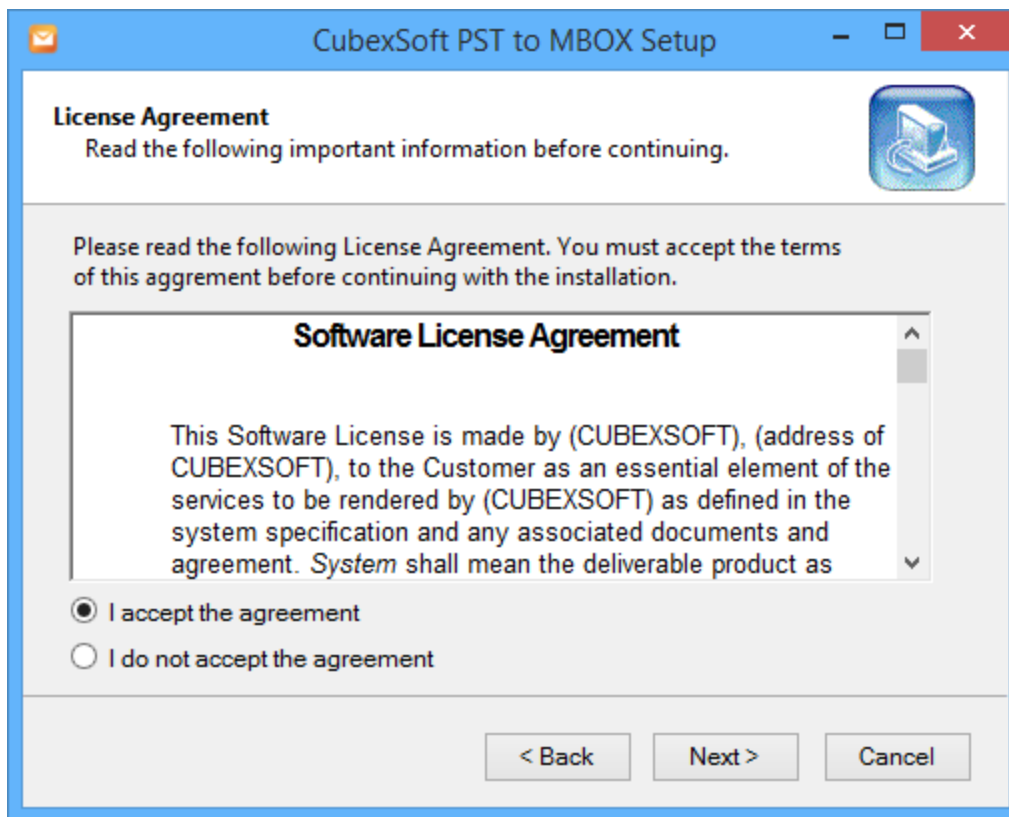 CubexSoft PST to MBOX Setup
License Agreement
Read the following important information before continuing.
Please read the following License Agreement. You must accept the terms
of this aggrement before continuing with the installation.
Software License Agreement
This Software License is made by (CUBEXSOFT), (address of
CUBEXSOFT), to the Customer as an essential element of the
services to be rendered by (CUBEXSOFT) as defined in the
system specification and any associated documents and
agreement. System shall mean the deliverable product as
I accept the agreement
I do not accept the agreement
< Back Next > Cancel